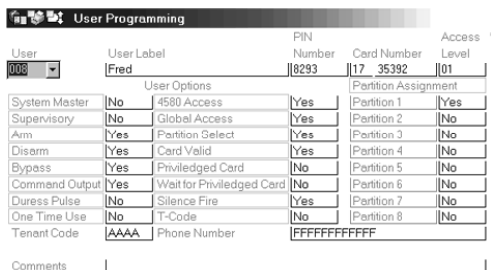 User Programming
PIN Access
User User Label Number Card Number Level
008 Fred 8293 17 35392 01
User Options Partition Assignment
System Master No 4580 Access Yes Partition 1 Yes
Supervisory No Global Access Yes Partition 2 No
Arm Yes Partition Select Yes Partition 3 No
Disarm Yes Card Valid Yes Partition 4 No
Bypass Yes Priviledged Card No Partition 5 No
Command Output Yes Wait for Priviledged Card No Partition 6 No
Duress Pulse No Silence Fire Yes Partition 7 No
One Time Use No T-Code No Partition 8 No
Tenant Code AAAA Phone Number FFFFFFFFFFFF
Comments